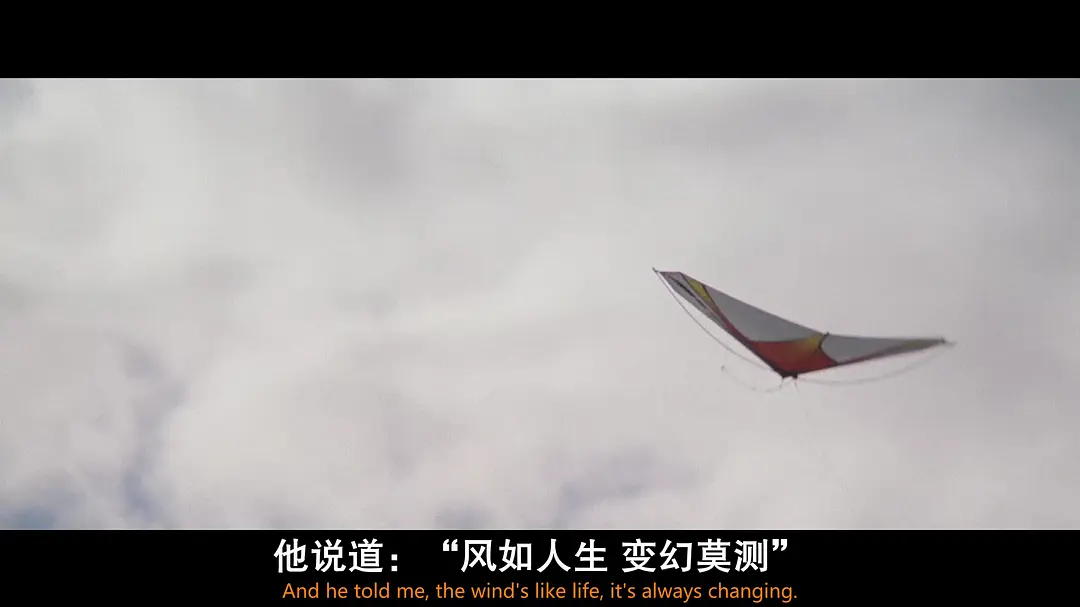 他说道：“风如人生 变幻莫测”
And he told me, the wind's like life, it's always changing.